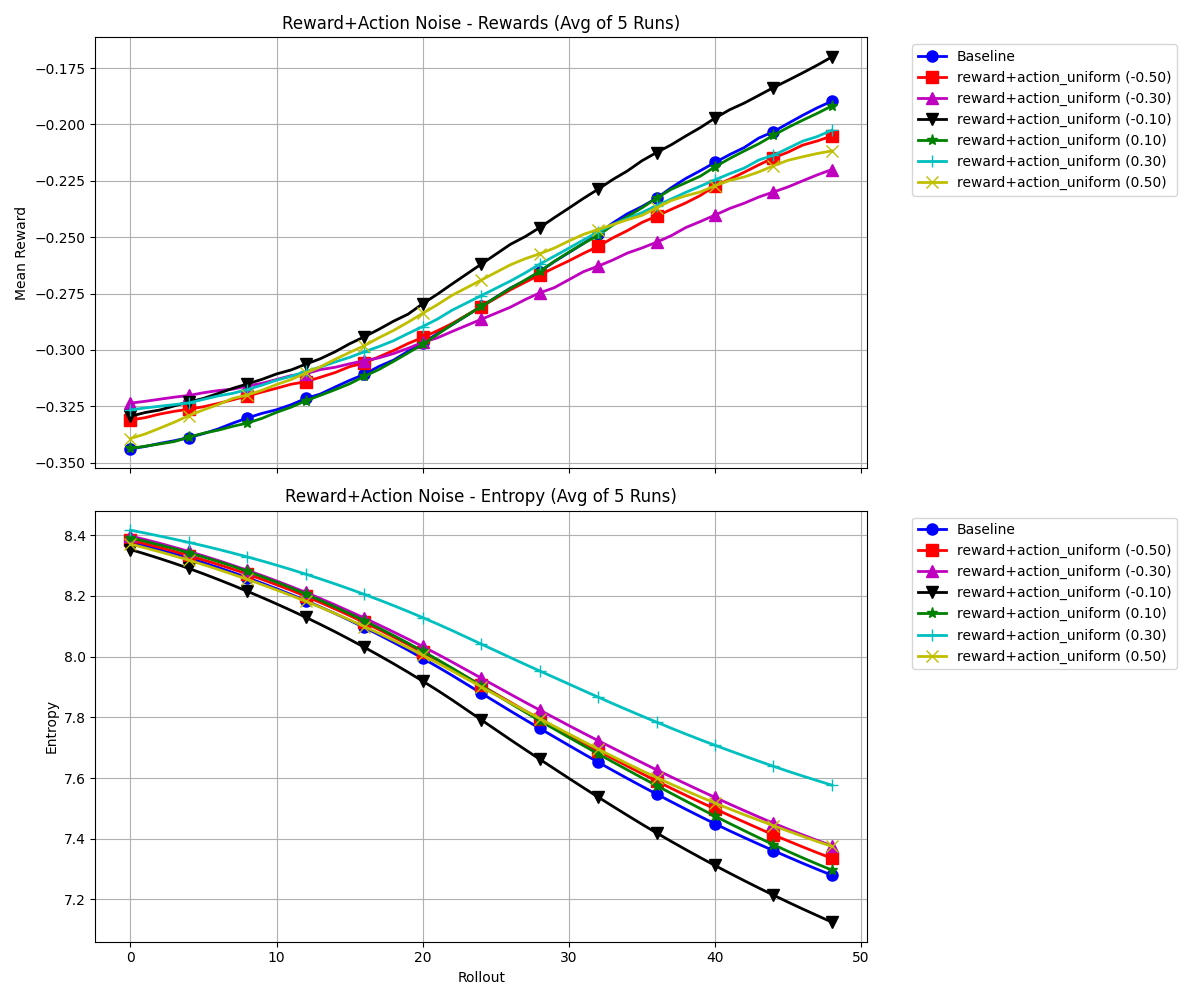 Reward+Action Noise - Rewards (Avg of 5 Runs)
−0.175
−0.200
−0.225
−0.250
−0.275
−0.300
−0.325
−0.350
Mean Reward
Baseline
reward+action_uniform (-0.50)
reward+action_uniform (-0.30)
reward+action_uniform (-0.10)
reward+action_uniform (0.10)
reward+action_uniform (0.30)
reward+action_uniform (0.50)
Reward+Action Noise - Entropy (Avg of 5 Runs)
8.4
8.2
8.0
7.8
7.6
7.4
7.2
Entropy
0
10
20
30
40
50
Rollout
Baseline
reward+action_uniform (-0.50)
reward+action_uniform (-0.30)
reward+action_uniform (-0.10)
reward+action_uniform (0.10)
reward+action_uniform (0.30)
reward+action_uniform (0.50)